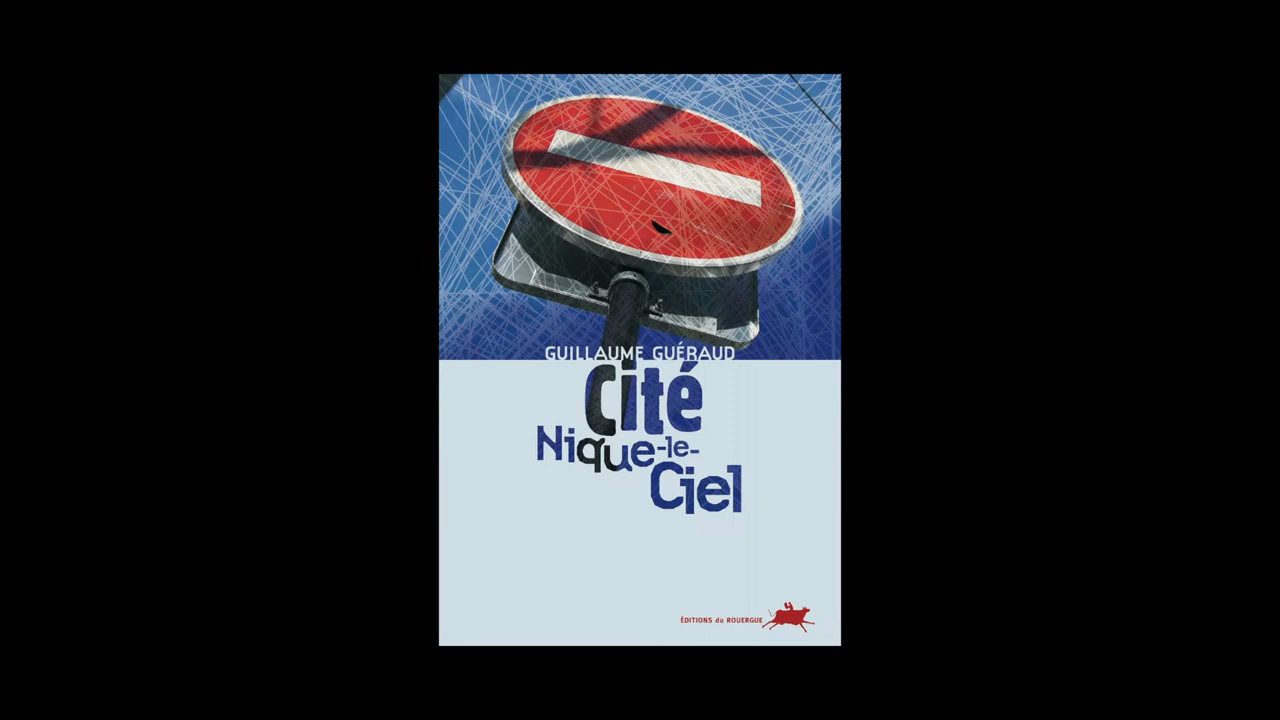 GUILLAUME GUÉRAUD
Cité
Nique-le-
Ciel
ÉDITIONS du ROUERGUE